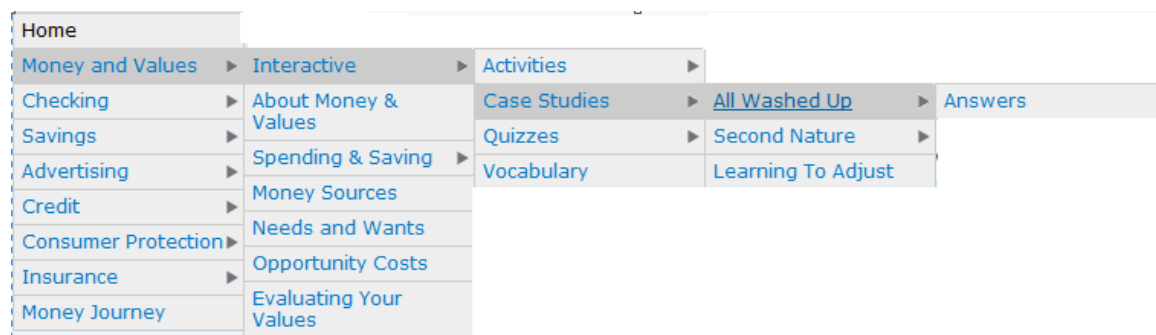 Home
Money and Values
Checking
Savings
Advertising
Credit
Consumer Protection
Insurance
Money Journey
Interactive
About Money &
Values
Spending & Saving
Money Sources
Needs and Wants
Opportunity Costs
Evaluating Your
Values
Activities
Case Studies
Quizzes
Vocabulary
All Washed Up
Second Nature
Learning To Adjust
Answers